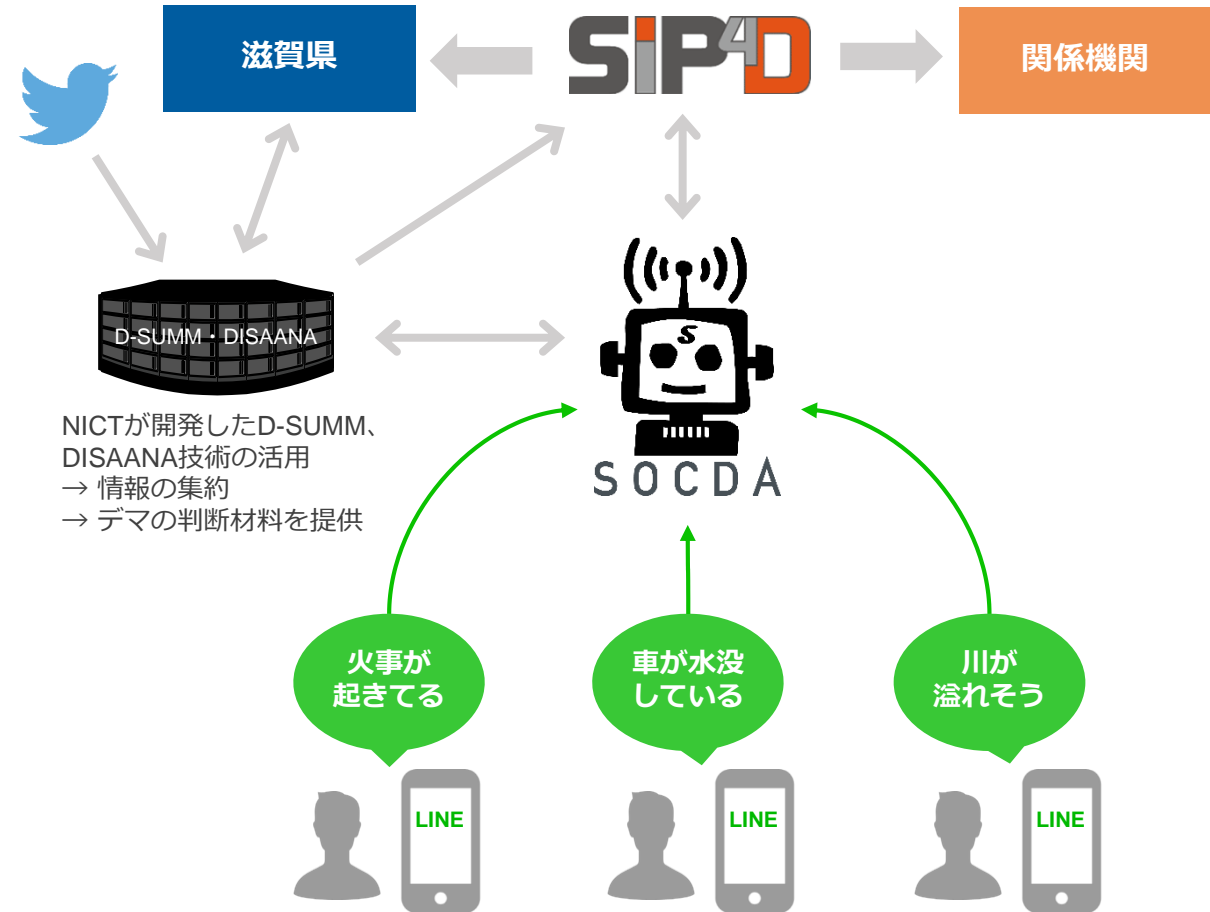 滋賀県
SiP4D
関係機関
D-SUMM・DISAANA
NICTが開発したD-SUMM、
DISAANA技術の活用
→ 情報の集約
→ デマの判断材料を提供
S
SOCDA
火事が
起きてる
車が水没
している
川が
溢れそう
LINE
LINE
LINE